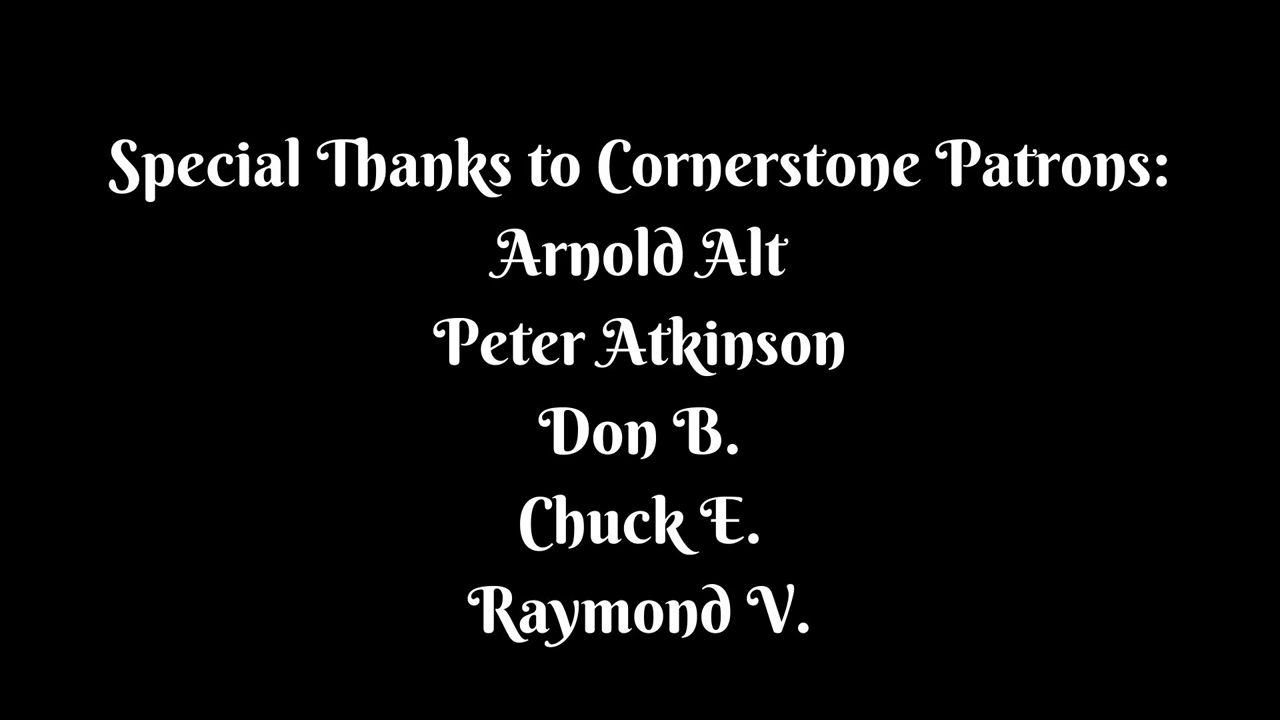 Special Thanks to Cornerstone Patrons:
Arnold Alt
Peter Atkinson
Don B.
Chuck E.
Raymond V.